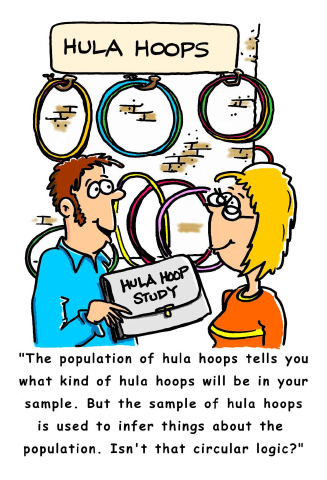 HULA HOOPS
HULA HOOP
STUDY
"The population of hula hoops tells you
what kind of hula hoops will be in your
sample. But the sample of hula hoops
is used to infer things about the
population. Isn't that circular logic?"